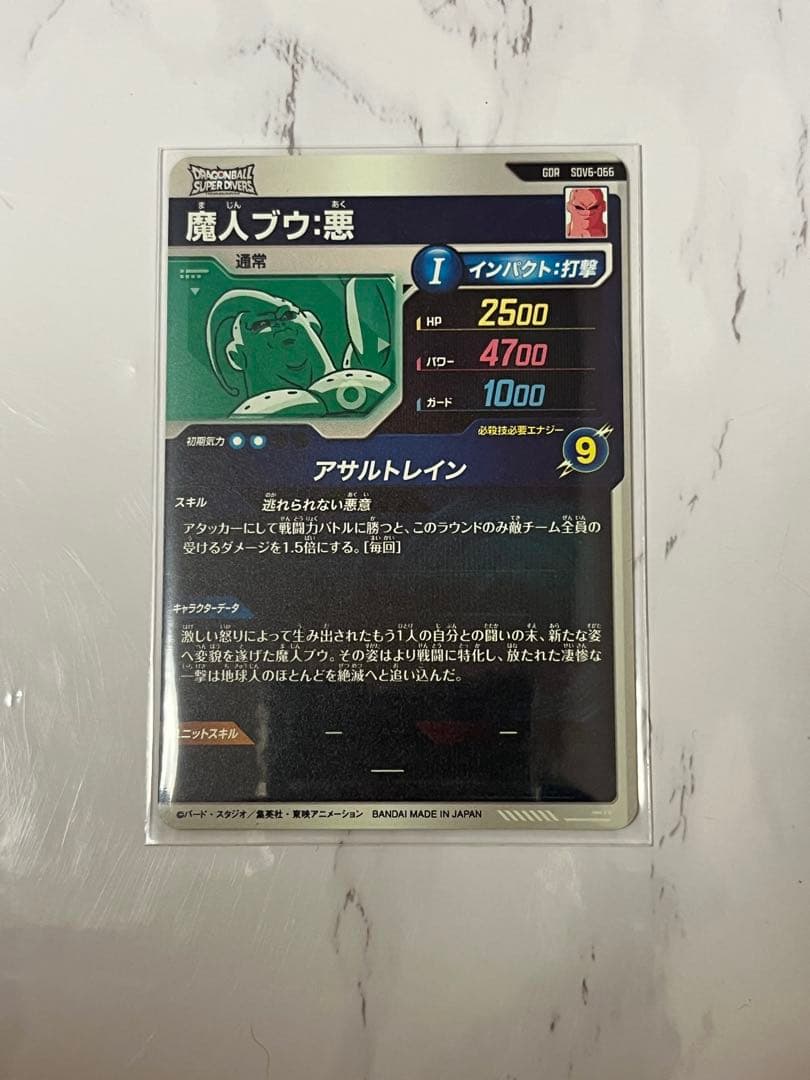 DRAGONBALL
SUPER DIVERS
GDR SDV6-066
ま じん あく
魔人ブウ:悪
通常
I インパクト:打撃
HP 2500
パワー 4700
ガード 1000
初期気力
必殺技必要エナジー
9
アサルトレイン
スキル 逃れられない悪意
アタッカーにして戦闘力バトルに勝つと、このラウンドのみ敵チーム全員の
受けるダメージを1.5倍にする。[毎回]
キャラクターデータ
激しい怒りによって生み出されたもう1人の自分との闘いの末、新たな姿
へ変貌を遂げた魔人ブウ。その姿はより戦闘に特化し、放たれた凄惨な
一撃は地球人のほとんどを絶滅へと追い込んだ。
ユニットスキル ー ー
ー
©バード・スタジオ/集英社・東映アニメーション BANDAI MADE IN JAPAN